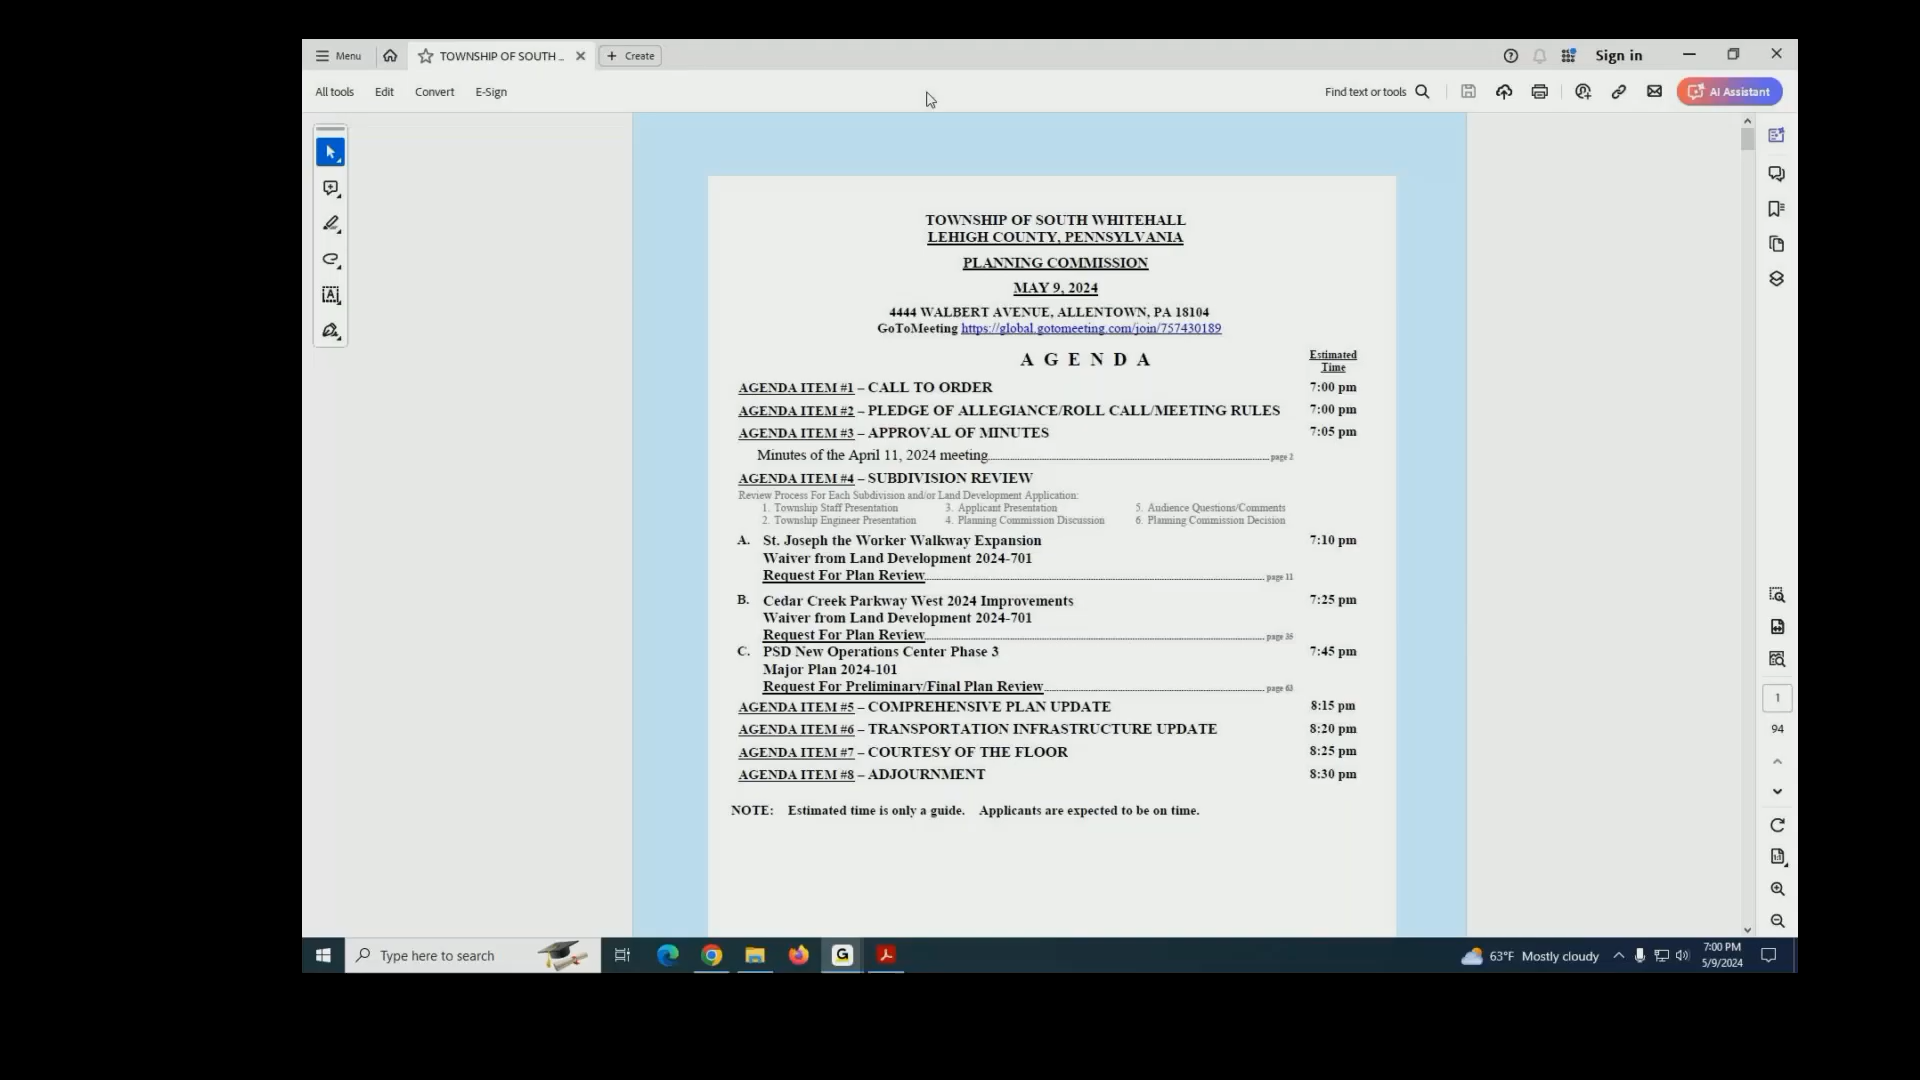 Menu
TOWNSHIP OF SOUTH ...
Create
Sign in
All tools
Edit
Convert
E-Sign
Find text or tools
AI Assistant
TOWNSHIP OF SOUTH WHITEHALL
LEHIGH COUNTY, PENNSYLVANIA
PLANNING COMMISSION
MAY 9, 2024
4444 WALBERT AVENUE, ALLENTOWN, PA 18104
GoToMeeting https://global.gotomeeting.com/join/757430189
A G E N D A
Estimated
Time
AGENDA ITEM #1 – CALL TO ORDER 7:00 pm
AGENDA ITEM #2 – PLEDGE OF ALLEGIANCE/ROLL CALL/MEETING RULES 7:00 pm
AGENDA ITEM #3 – APPROVAL OF MINUTES 7:05 pm
Minutes of the April 11, 2024 meeting page 2
AGENDA ITEM #4 – SUBDIVISION REVIEW
Review Process For Each Subdivision and/or Land Development Application:
1. Township Staff Presentation 3. Applicant Presentation 5. Audience Questions/Comments
2. Township Engineer Presentation 4. Planning Commission Discussion 6. Planning Commission Decision
A. St. Joseph the Worker Walkway Expansion 7:10 pm
Waiver from Land Development 2024-701
Request For Plan Review page 11
B. Cedar Creek Parkway West 2024 Improvements 7:25 pm
Waiver from Land Development 2024-701
Request For Plan Review page 35
C. PSD New Operations Center Phase 3 7:45 pm
Major Plan 2024-101
Request For Preliminary/Final Plan Review page 63
AGENDA ITEM #5 – COMPREHENSIVE PLAN UPDATE 8:15 pm
AGENDA ITEM #6 – TRANSPORTATION INFRASTRUCTURE UPDATE 8:20 pm
AGENDA ITEM #7 – COURTESY OF THE FLOOR 8:25 pm
AGENDA ITEM #8 – ADJOURNMENT 8:30 pm
NOTE: Estimated time is only a guide. Applicants are expected to be on time.
1
94
Type here to search
63°F Mostly cloudy
7:00 PM
5/9/2024